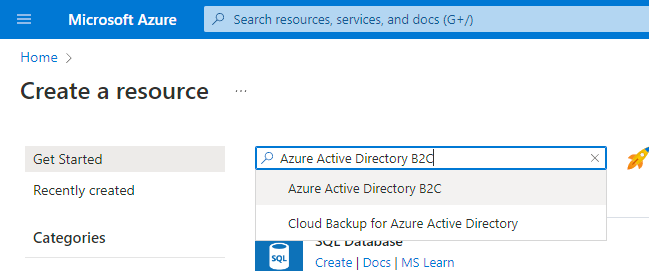 Microsoft Azure
Search resources, services, and docs (G+/)
Home >
Create a resource ...
Get Started
Recently created
Categories
Azure Active Directory B2C
Azure Active Directory B2C
Cloud Backup for Azure Active Directory
SQL
SQL Database
Create | Docs | MS Learn